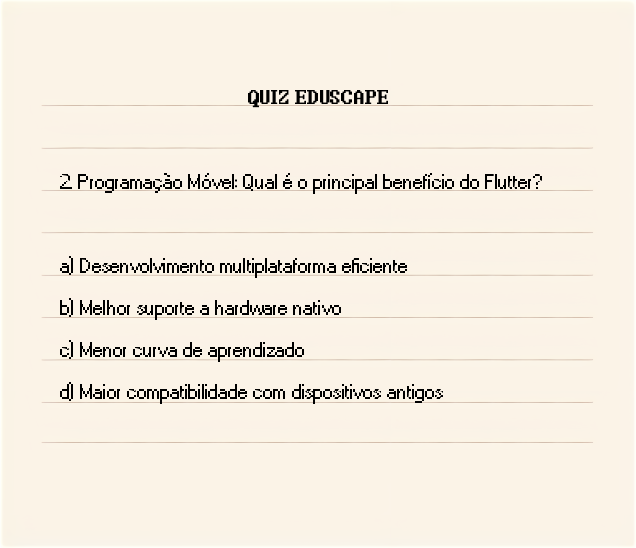 QUIZ EDUSCAPE
2. Programação Móvel: Qual é o principal benefício do Flutter?
a) Desenvolvimento multiplataforma eficiente
b) Melhor suporte a hardware nativo
c) Menor curva de aprendizado
d) Maior compatibilidade com dispositivos antigos